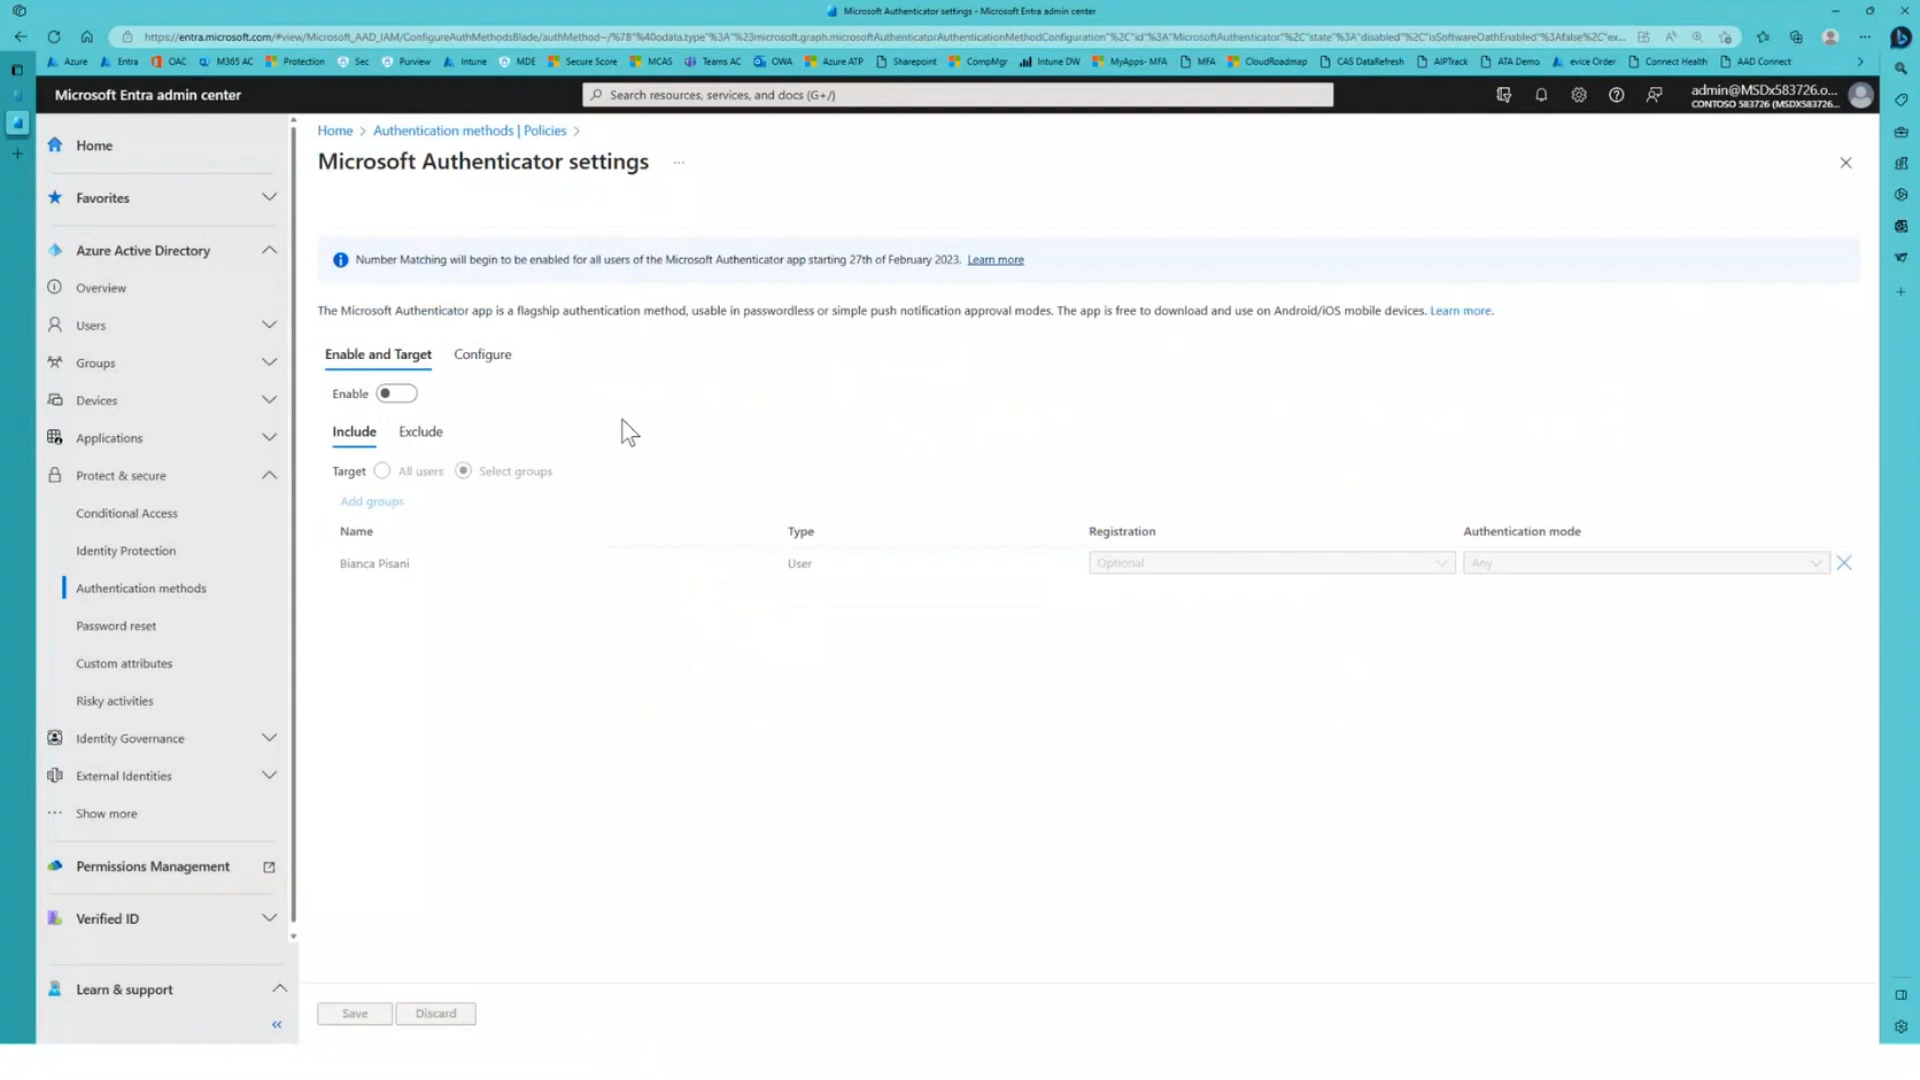 Microsoft Authenticator settings - Microsoft Entra admin center
https://entra.microsoft.com/#view/Microsoft_AAD_IAM/ConfigureAuthMethodsBlade/authMethod~/%7B"%40odata.type"%3A"%23microsoft.graph.microsoftAuthenticatorAuthenticationMethodConfiguration"%2C"id"%3A"MicrosoftAuthenticator"%2C"state"%3A"disabled"%2C"isSoftwareOathEnabled"%3Afalse%2C"ex...
Azure Entra OAC M365 AC Protection Sec Purview Intune MDE Secure Score MCAS Teams AC OWA Azure ATP Sharepoint CompMgr Intune DW MyApps- MFA MFA CloudRoadmap CAS DataRefresh AIPTrack ATA Demo evice Order Connect Health AAD Connect
Microsoft Entra admin center
Search resources, services, and docs (G+/)
admin@MSDx583726.o...
CONTOSO 583726 (MSDX583726...
Home
Favorites
Azure Active Directory
Overview
Users
Groups
Devices
Applications
Protect & secure
Conditional Access
Identity Protection
Authentication methods
Password reset
Custom attributes
Risky activities
Identity Governance
External Identities
Show more
Permissions Management
Verified ID
Learn & support
Home > Authentication methods | Policies >
Microsoft Authenticator settings ...
Number Matching will begin to be enabled for all users of the Microsoft Authenticator app starting 27th of February 2023. Learn more
The Microsoft Authenticator app is a flagship authentication method, usable in passwordless or simple push notification approval modes. The app is free to download and use on Android/iOS mobile devices. Learn more.
Enable and Target Configure
Enable
Include Exclude
Target All users Select groups
Add groups
Name Type Registration Authentication mode
Bianca Pisani User Optional Any
Save Discard